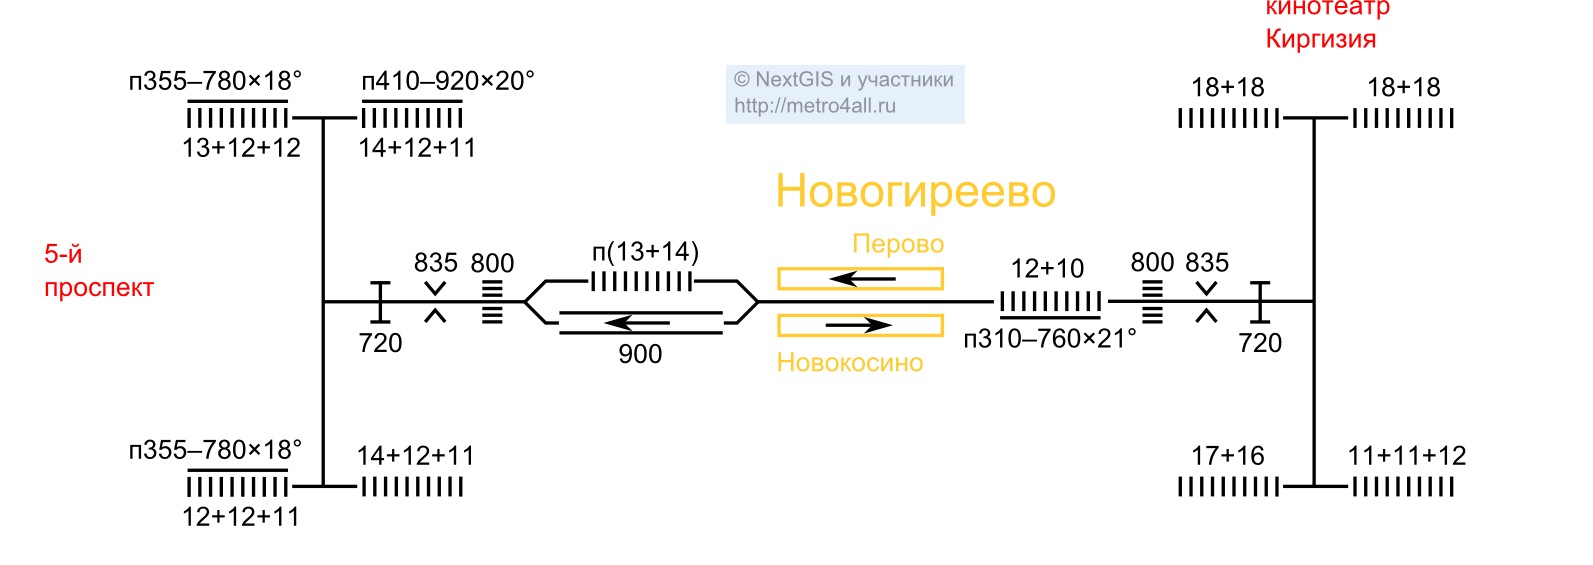 кинотеатр
Киргизия
п355–780×18°
п410–920×20°
© NextGIS и участники
http://metro4all.ru
18+18
18+18
13+12+12
14+12+11
Новогиреево
5-й
проспект
835
800
п(13+14)
Перово
12+10
800
835
720
900
Новокосино
п310–760×21°
720
п355–780×18°
14+12+11
17+16
11+11+12
12+12+11